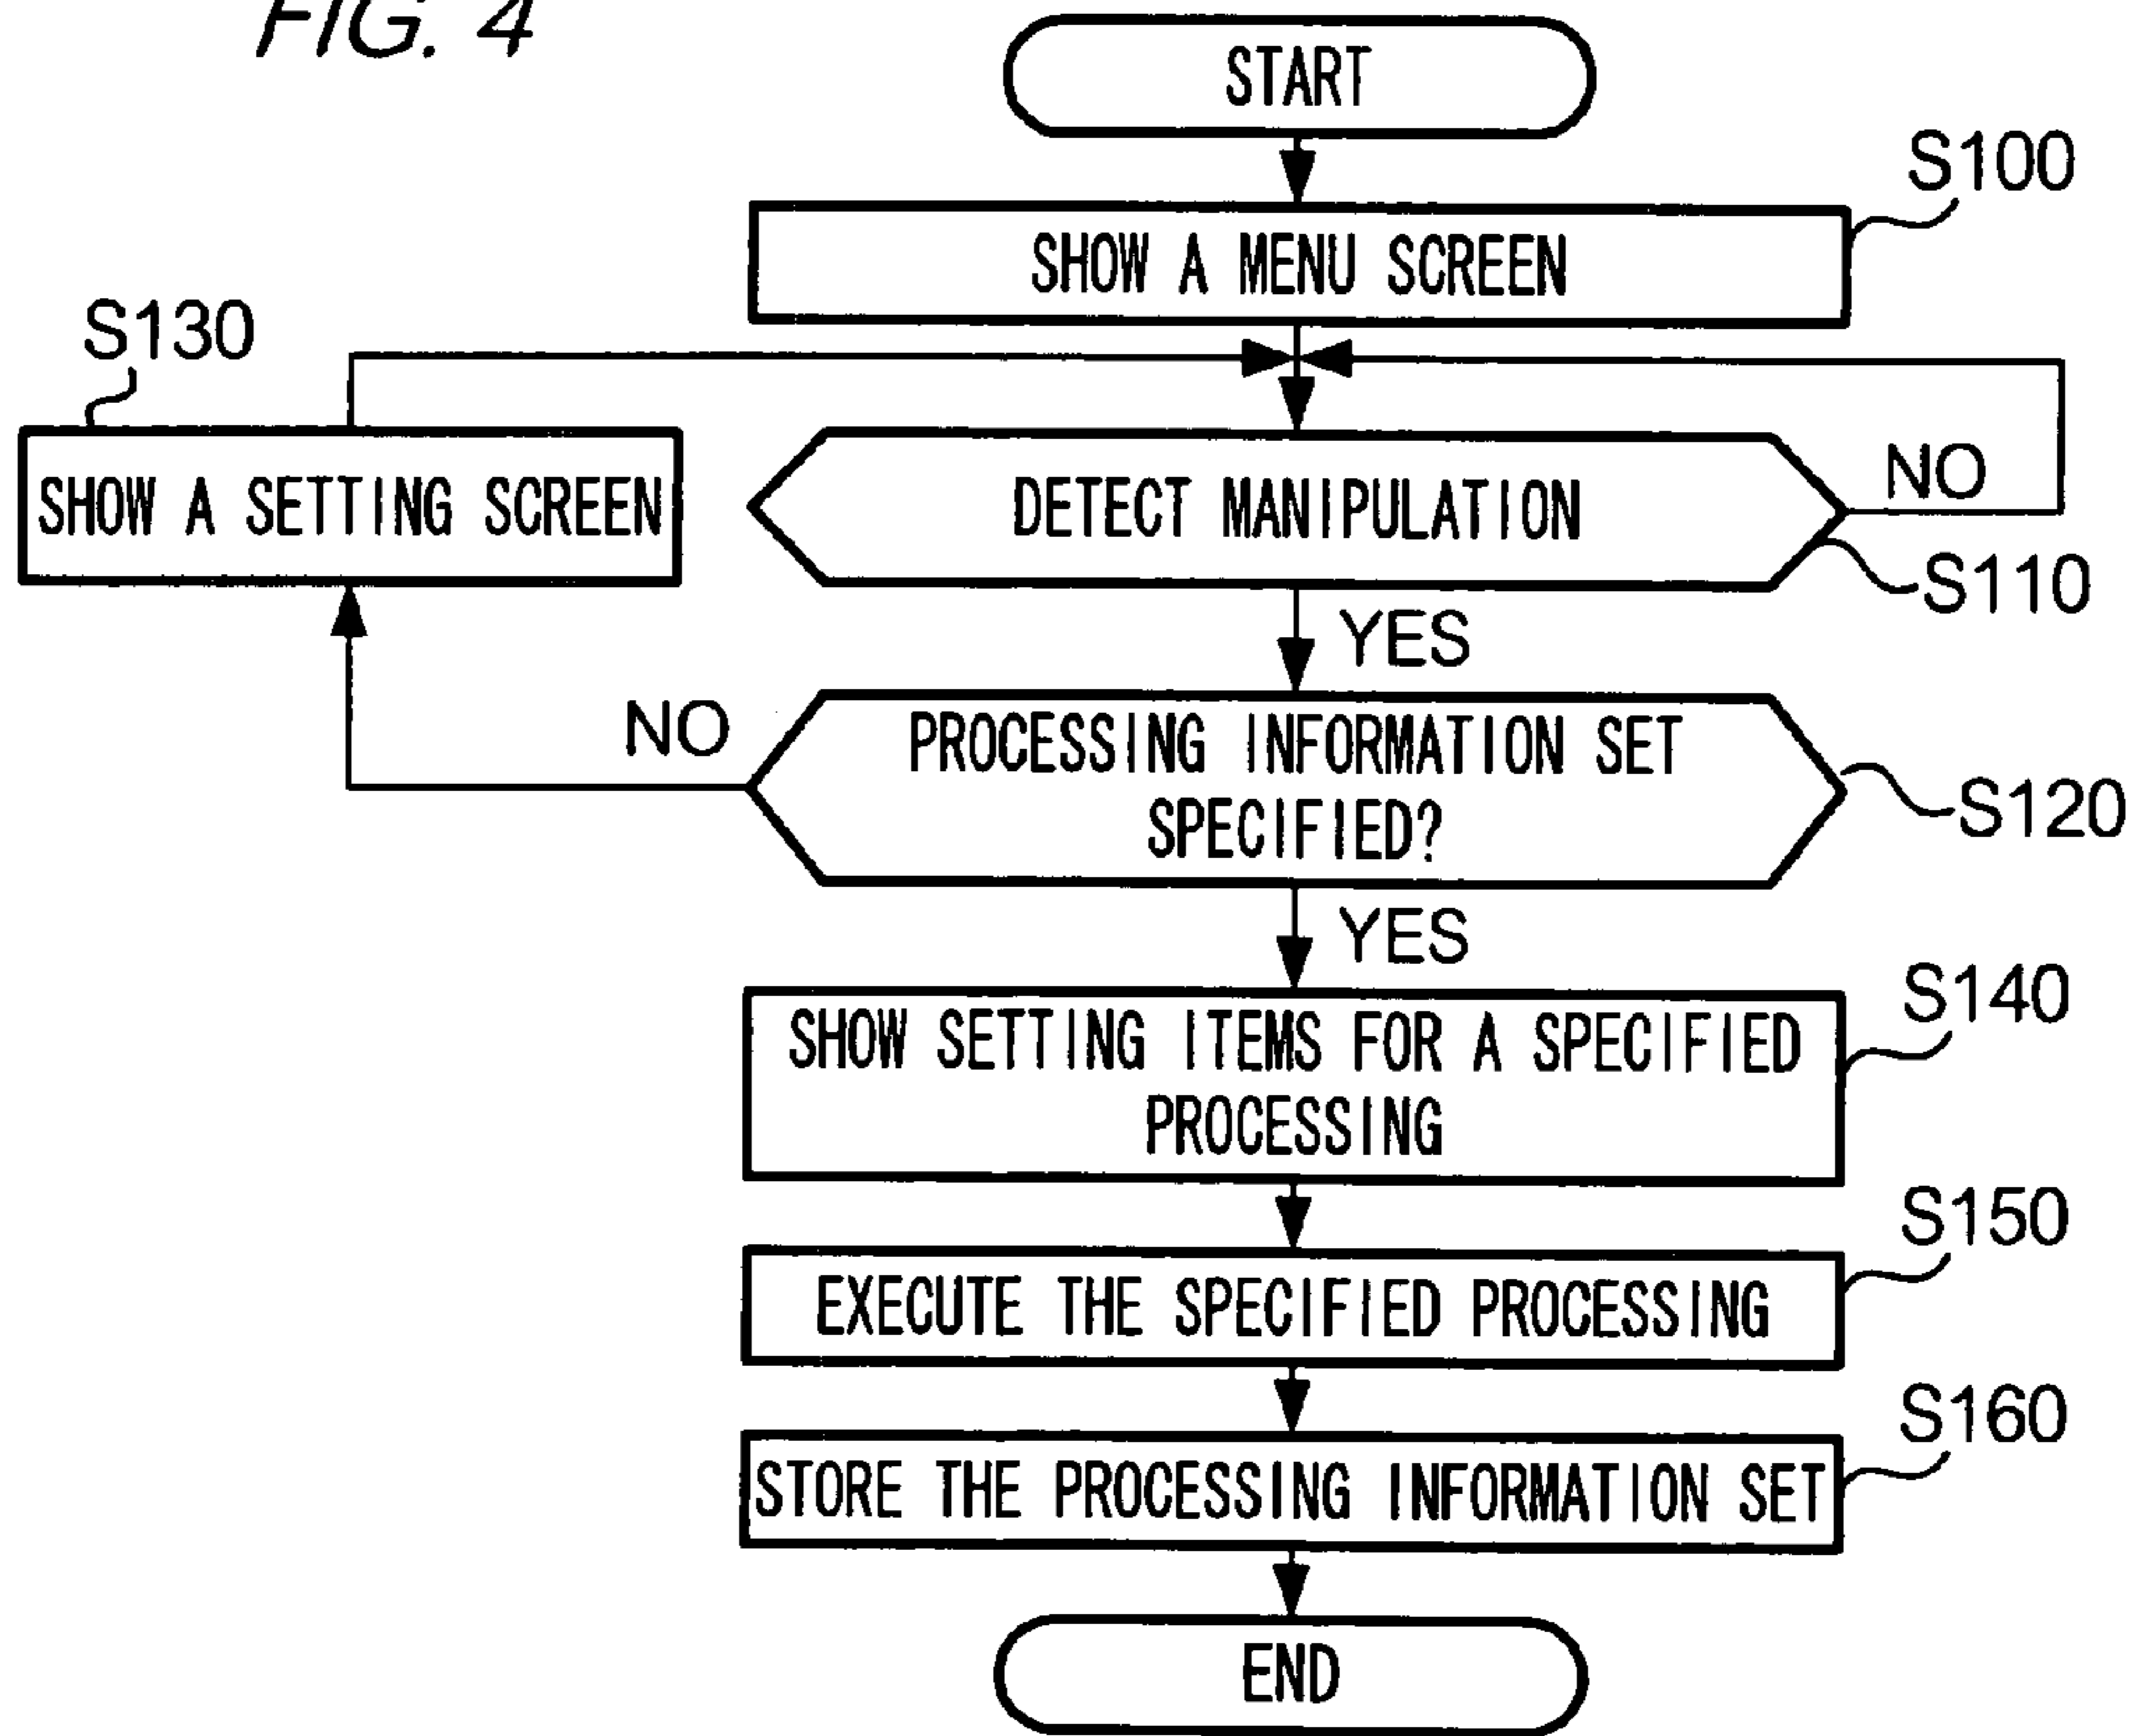 FIG. 4
START
S100
SHOW A MENU SCREEN
S130
SHOW A SETTING SCREEN
DETECT MANIPULATION
NO
S110
YES
NO
PROCESSING INFORMATION SET
SPECIFIED?
S120
YES
S140
SHOW SETTING ITEMS FOR A SPECIFIED
PROCESSING
S150
EXECUTE THE SPECIFIED PROCESSING
S160
STORE THE PROCESSING INFORMATION SET
END